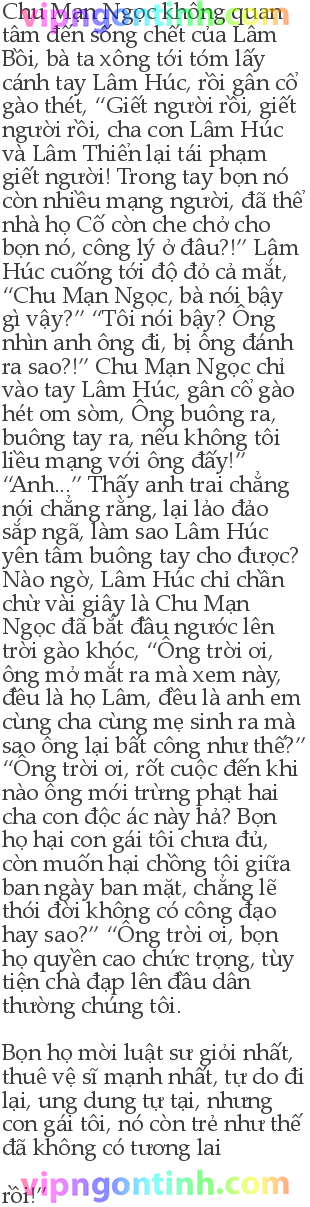 Chu Mạn Ngọc không quan
vipngontinh.com
tâm đến sống chết của Lâm
Bồi, bà ta xông tới tóm lấy
cánh tay Lâm Húc, rồi gân cổ
gào thét, “Giết người rồi, giết
người rồi, cha con Lâm Húc
và Lâm Thiển lại tái phạm
giết người! Trong tay bọn nó
còn nhiều mạng người, đã thế
nhà họ Cố còn che chở cho
bọn nó, công lý ở đâu?!” Lâm
Húc cuống tới độ đỏ cả mắt,
“Chu Mạn Ngọc, bà nói bậy
gì vậy?” “Tôi nói bậy? Ông
nhìn anh ông đi, bị ông đánh
ra sao?!” Chu Mạn Ngọc chỉ
vào tay Lâm Húc, gân cổ gào
hét om sòm, Ông buông ra,
buông tay ra, nếu không tôi
liều mạng với ông đấy!”
“Anh...” Thấy anh trai chẳng
nói chẳng rằng, lại lảo đảo
sắp ngã, làm sao Lâm Húc
yên tâm buông tay cho được?
Nào ngờ, Lâm Húc chỉ chần
chừ vài giây là Chu Mạn
Ngọc đã bắt đầu ngước lên
trời gào khóc, “Ông trời ơi,
ông mở mắt ra mà xem này,
đều là họ Lâm, đều là anh em
cùng cha cùng mẹ sinh ra mà
sao ông lại bất công như thế?”
“Ông trời ơi, rốt cuộc đến khi
nào ông mới trừng phạt hai
cha con độc ác này hả? Bọn
họ hại con gái tôi chưa đủ,
còn muốn hại chồng tôi giữa
ban ngày ban mặt, chẳng lẽ
thói đời không có công đạo
hay sao?” “Ông trời ơi, bọn
họ quyền cao chức trọng, tùy
tiện chà đạp lên đầu dân
thường chúng tôi.
Bọn họ mời luật sư giỏi nhất,
thuê vệ sĩ mạnh nhất, tự do đi
lại, ung dung tự tại, nhưng
con gái tôi, nó còn trẻ như thế
đã không có tương lai
vipngontinh.com
rồi!”